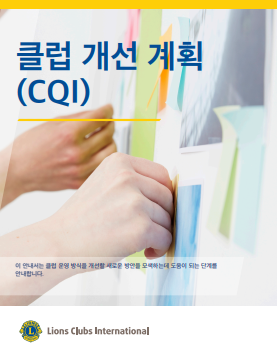 클럽 개선 계획
(CQI)
이 안내서는 클럽 운영 방식을 개선할 새로운 방안을 모색하는데 도움이 되는 단계를
안내합니다.
Lions Clubs International